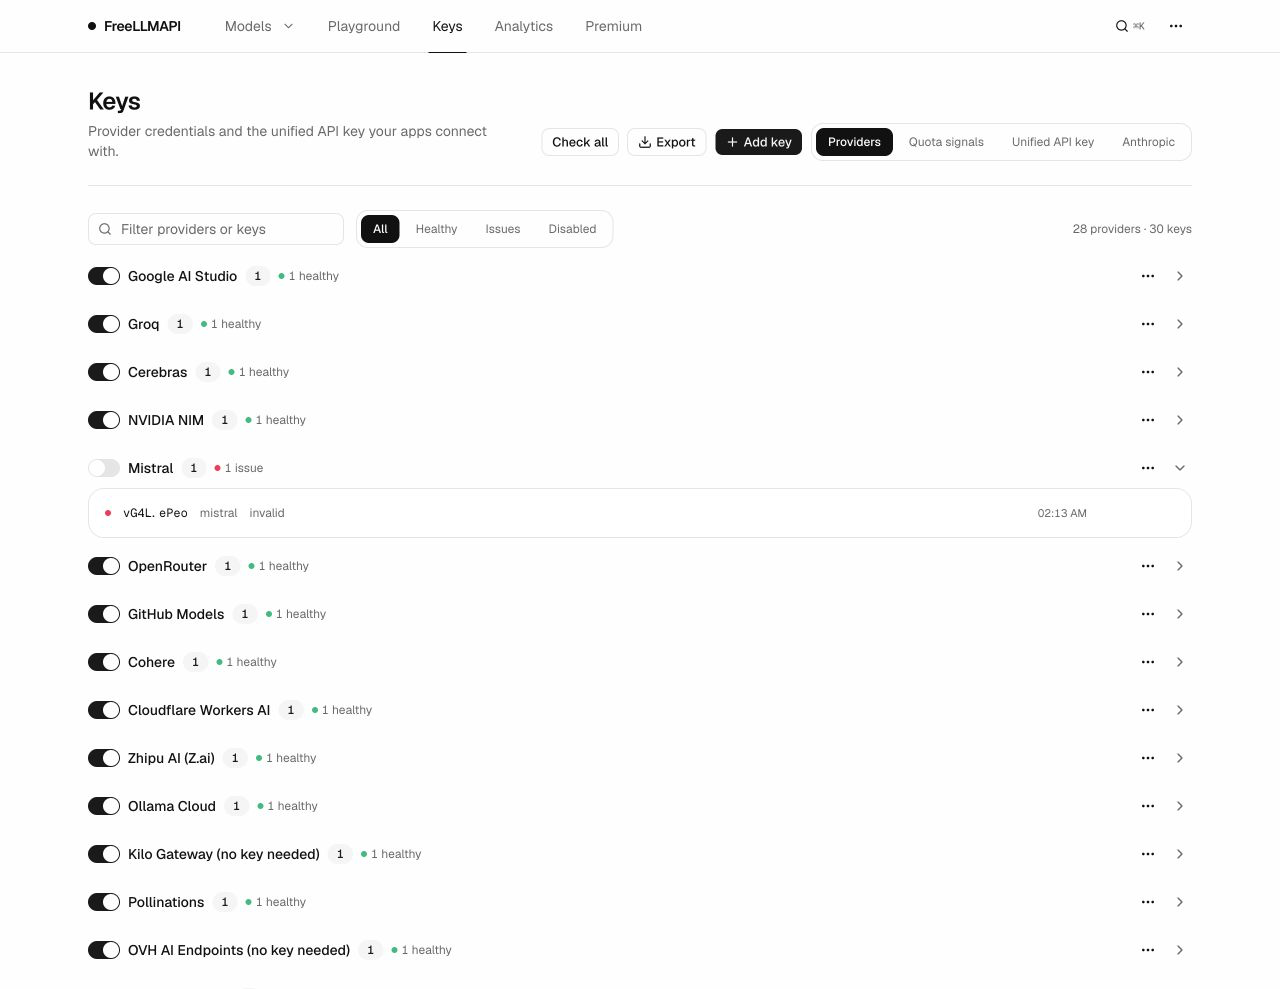 FreeLLMAPI Models Playground Keys Analytics Premium ⌘K
Keys
Provider credentials and the unified API key your apps connect
with.
Check all Export Add key Providers Quota signals Unified API key Anthropic
Filter providers or keys All Healthy Issues Disabled 28 providers · 30 keys
Google AI Studio 1 1 healthy
Groq 1 1 healthy
Cerebras 1 1 healthy
NVIDIA NIM 1 1 healthy
Mistral 1 1 issue
vG4L. ePeo mistral invalid 02:13 AM
OpenRouter 1 1 healthy
GitHub Models 1 1 healthy
Cohere 1 1 healthy
Cloudflare Workers AI 1 1 healthy
Zhipu AI (Z.ai) 1 1 healthy
Ollama Cloud 1 1 healthy
Kilo Gateway (no key needed) 1 1 healthy
Pollinations 1 1 healthy
OVH AI Endpoints (no key needed) 1 1 healthy